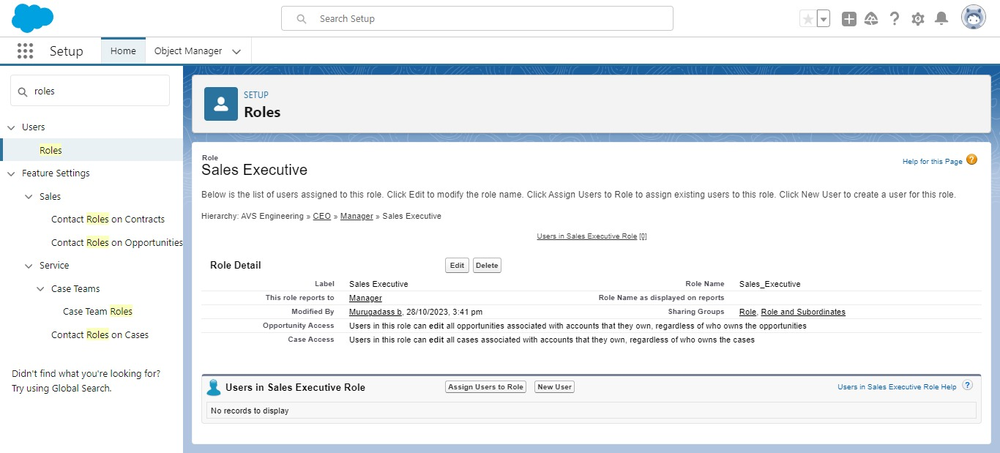 Search Setup
Setup
Home
Object Manager
roles
Users
Roles
Feature Settings
Sales
Contact Roles on Contracts
Contact Roles on Opportunities
Service
Case Teams
Case Team Roles
Contact Roles on Cases
Didn't find what you're looking for?
Try using Global Search.
SETUP
Roles
Role
Sales Executive
Help for this Page ?
Below is the list of users assigned to this role. Click Edit to modify the role name. Click Assign Users to Role to assign existing users to this role. Click New User to create a user for this role.
Hierarchy: AVS Engineering » CEO » Manager » Sales Executive
Users in Sales Executive Role [0]
Role Detail Edit Delete
Label Sales Executive Role Name Sales_Executive
This role reports to Manager Role Name as displayed on reports
Modified By Murugadass b, 28/10/2023, 3:41 pm Sharing Groups Role, Role and Subordinates
Opportunity Access Users in this role can edit all opportunities associated with accounts that they own, regardless of who owns the opportunities
Case Access Users in this role can edit all cases associated with accounts that they own, regardless of who owns the cases
Users in Sales Executive Role Assign Users to Role New User Users in Sales Executive Role Help ?
No records to display